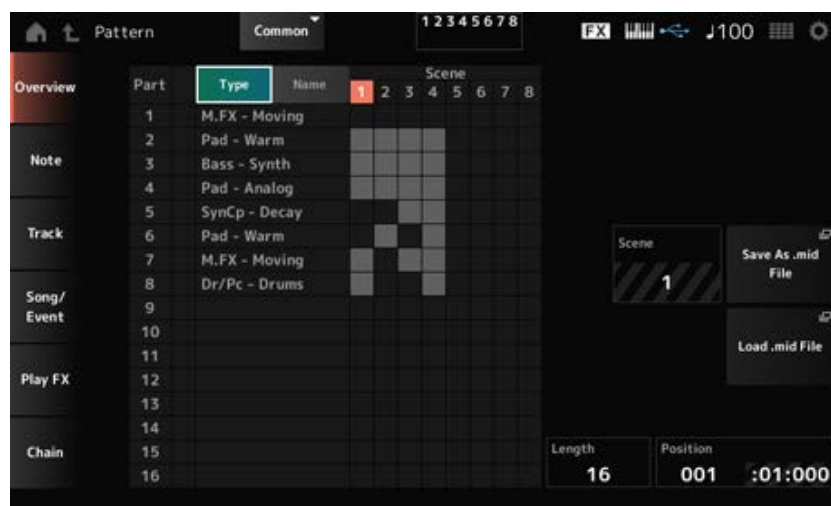 Pattern Common 12345678 FX ♩100
Overview
Note
Track
Song/
Event
Play FX
Chain
Part Type Name Scene
1 2 3 4 5 6 7 8
1 M.FX - Moving
2 Pad - Warm
3 Bass - Synth
4 Pad - Analog
5 SynCp - Decay
6 Pad - Warm
7 M.FX - Moving
8 Dr/Pc - Drums
9
10
11
12
13
14
15
16
Scene
1
Save As .mid
File
Load .mid File
Length Position
16 001 :01:000